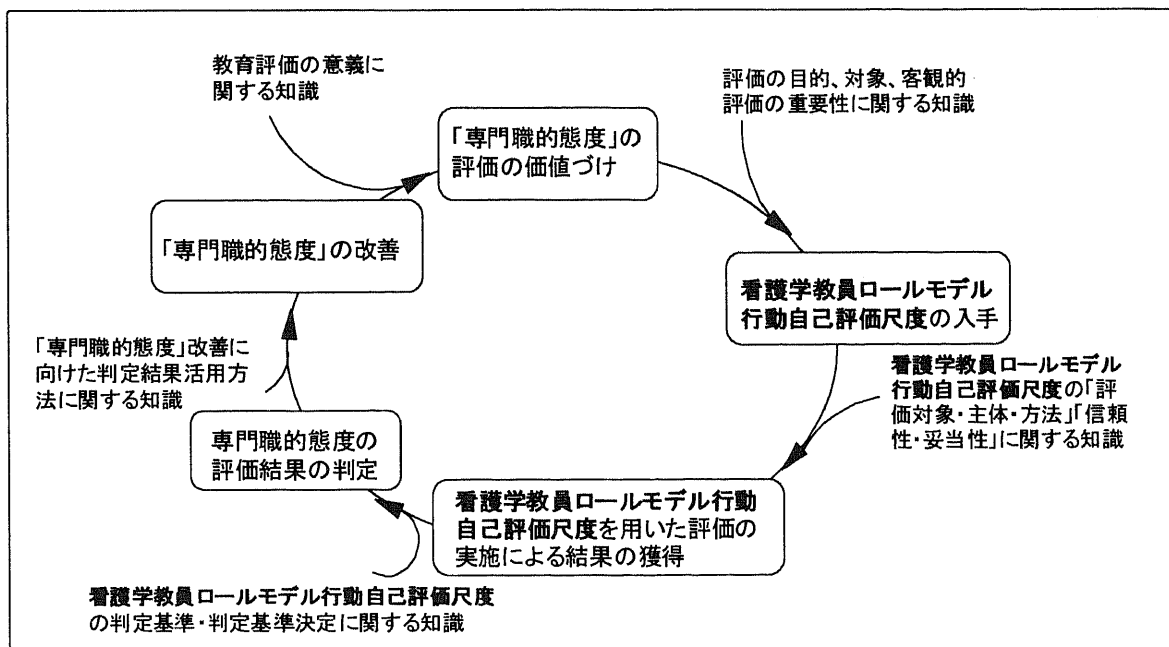 教育評価の意義に
関する知識
評価の目的、対象、客観的
評価の重要性に関する知識
「専門職的態度」の
評価の価値づけ
「専門職的態度」の改善
看護学教員ロールモデル
行動自己評価尺度の入手
「専門職的態度」改善に
向けた判定結果活用方
法に関する知識
看護学教員ロールモデル
行動自己評価尺度の「評
価対象・主体・方法」「信頼
性・妥当性」に関する知識
専門職的態度の
評価結果の判定
看護学教員ロールモデル行動
自己評価尺度を用いた評価の
実施による結果の獲得
看護学教員ロールモデル行動自己評価尺度
の判定基準・判定基準決定に関する知識